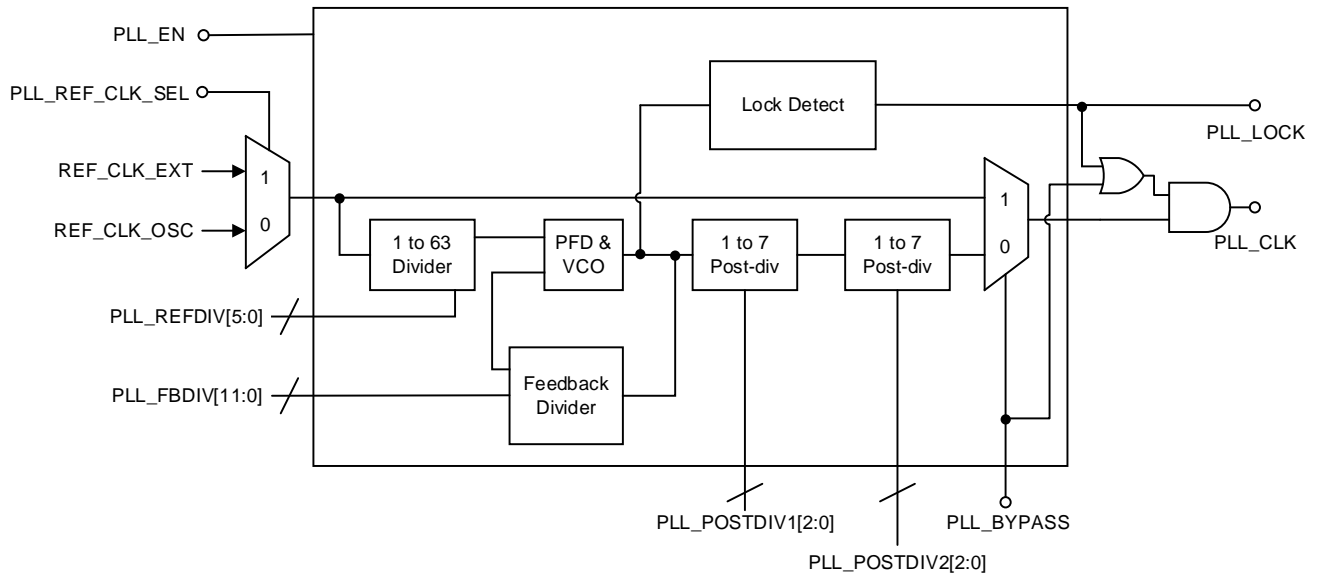 PLL_EN
PLL_REF_CLK_SEL
REF_CLK_EXT
REF_CLK_OSC
1
0
Lock Detect
PLL_LOCK
1 to 63
Divider
PFD &
VCO
1 to 7
Post-div
1 to 7
Post-div
1
0
PLL_CLK
PLL_REFDIV[5:0]
PLL_FBDIV[11:0]
Feedback
Divider
PLL_POSTDIV1[2:0]
PLL_BYPASS
PLL_POSTDIV2[2:0]